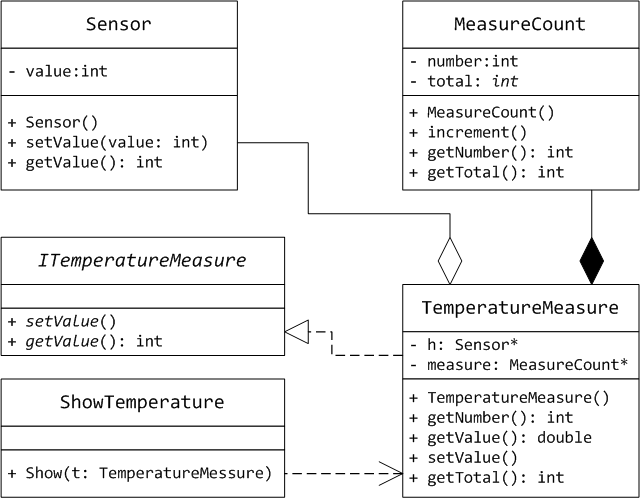 Sensor
- value:int
+ Sensor()
+ setValue(value: int)
+ getValue(): int
MeasureCount
- number:int
- total: int
+ MeasureCount()
+ increment()
+ getNumber(): int
+ getTotal(): int
ITemperatureMeasure
+ setValue()
+ getValue(): int
TemperatureMeasure
- h: Sensor*
- measure: MeasureCount*
+ TemperatureMeasure()
+ getNumber(): int
+ getValue(): double
+ setValue()
+ getTotal(): int
ShowTemperature
+ Show(t: TemperatureMessure)